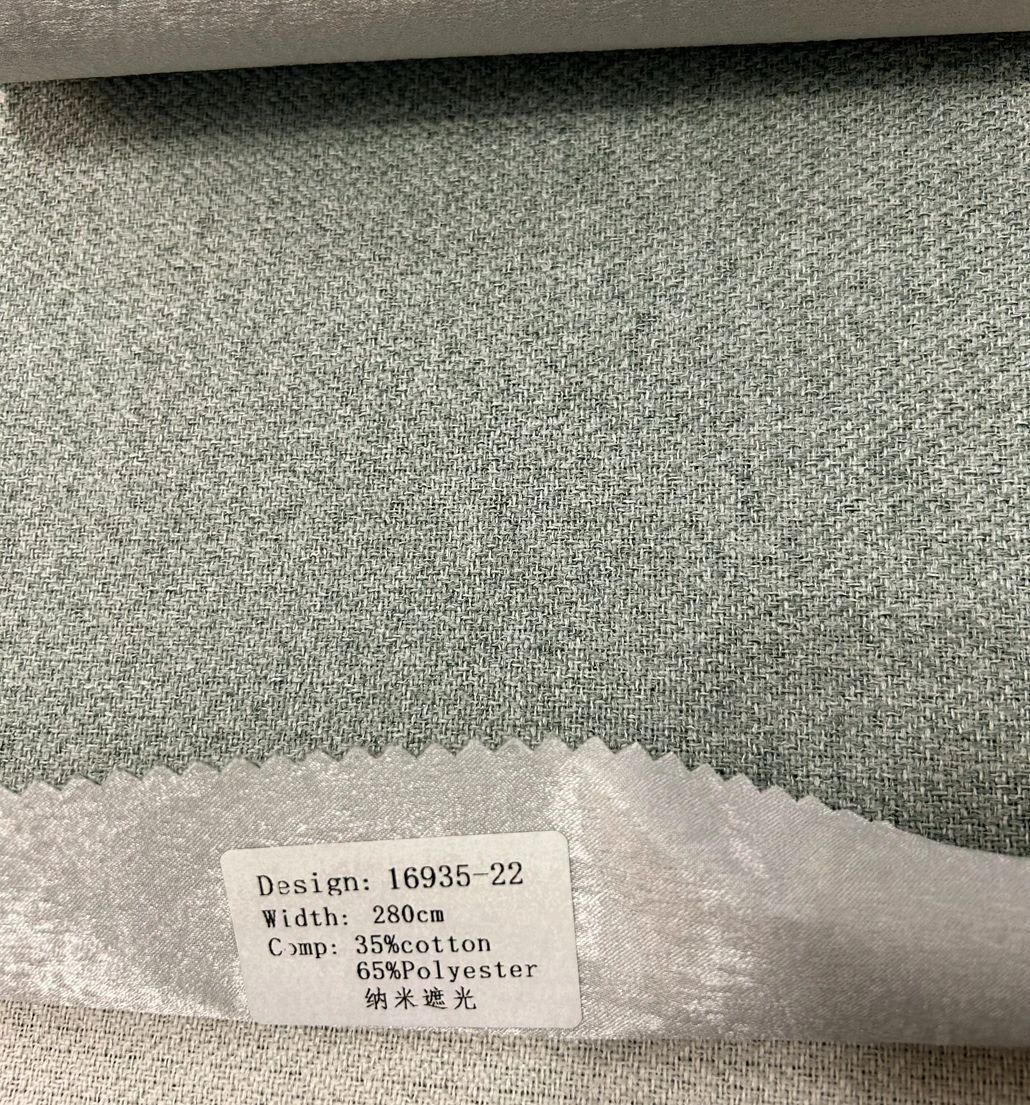 Design: 16935-22
Width: 280cm
Comp: 35%cotton
65%Polyester
纳米遮光